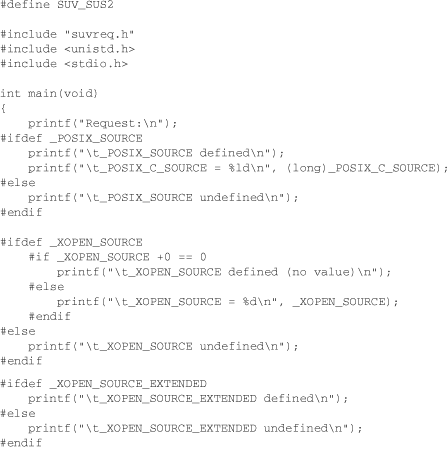 #define SUV_SUS2
#include "suvreq.h"
#include <unistd.h>
#include <stdio.h>
int main(void)
{
    printf("Request:\n");
#ifdef _POSIX_SOURCE
    printf("\t_POSIX_SOURCE defined\n");
    printf("\t_POSIX_C_SOURCE = %ld\n", (long)_POSIX_C_SOURCE);
#else
    printf("\t_POSIX_SOURCE undefined\n");
#endif
#ifdef _XOPEN_SOURCE
    #if _XOPEN_SOURCE +0 == 0
        printf("\t_XOPEN_SOURCE defined (no value)\n");
    #else
        printf("\t_XOPEN_SOURCE = %d\n", _XOPEN_SOURCE);
    #endif
#else
    printf("\t_XOPEN_SOURCE undefined\n");
#endif
#ifdef _XOPEN_SOURCE_EXTENDED
    printf("\t_XOPEN_SOURCE_EXTENDED defined\n");
#else
    printf("\t_XOPEN_SOURCE_EXTENDED undefined\n");
#endif